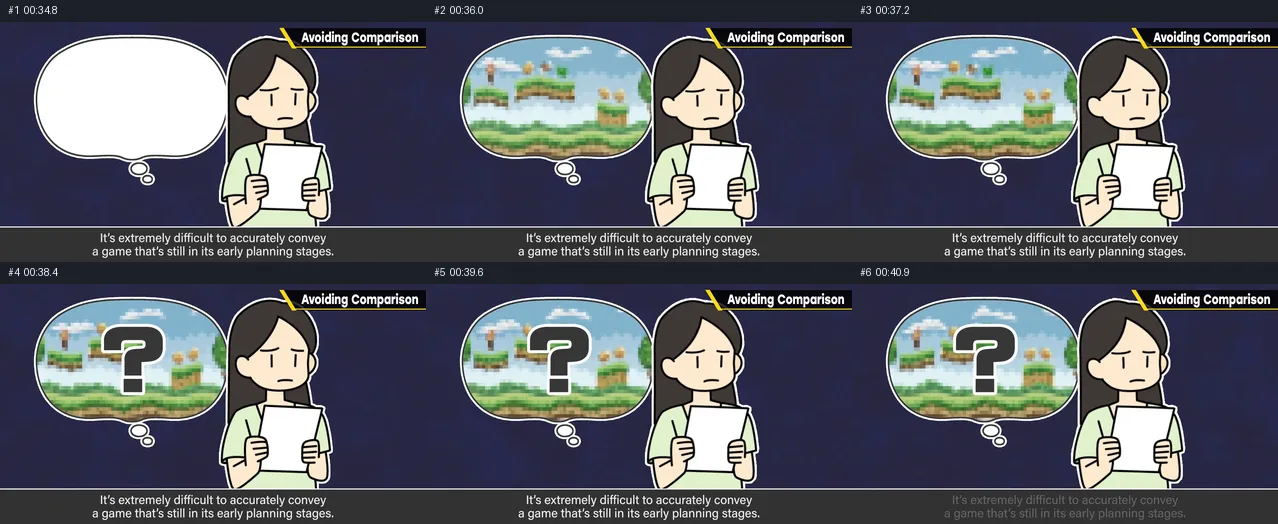 #1 00:34.8
Avoiding Comparison
It's extremely difficult to accurately convey
a game that's still in its early planning stages.
#2 00:36.0
Avoiding Comparison
It's extremely difficult to accurately convey
a game that's still in its early planning stages.
#3 00:37.2
Avoiding Comparison
It's extremely difficult to accurately convey
a game that's still in its early planning stages.
#4 00:38.4
Avoiding Comparison
?
It's extremely difficult to accurately convey
a game that's still in its early planning stages.
#5 00:39.6
Avoiding Comparison
?
It's extremely difficult to accurately convey
a game that's still in its early planning stages.
#6 00:40.9
Avoiding Comparison
?
It's extremely difficult to accurately convey
a game that's still in its early planning stages.